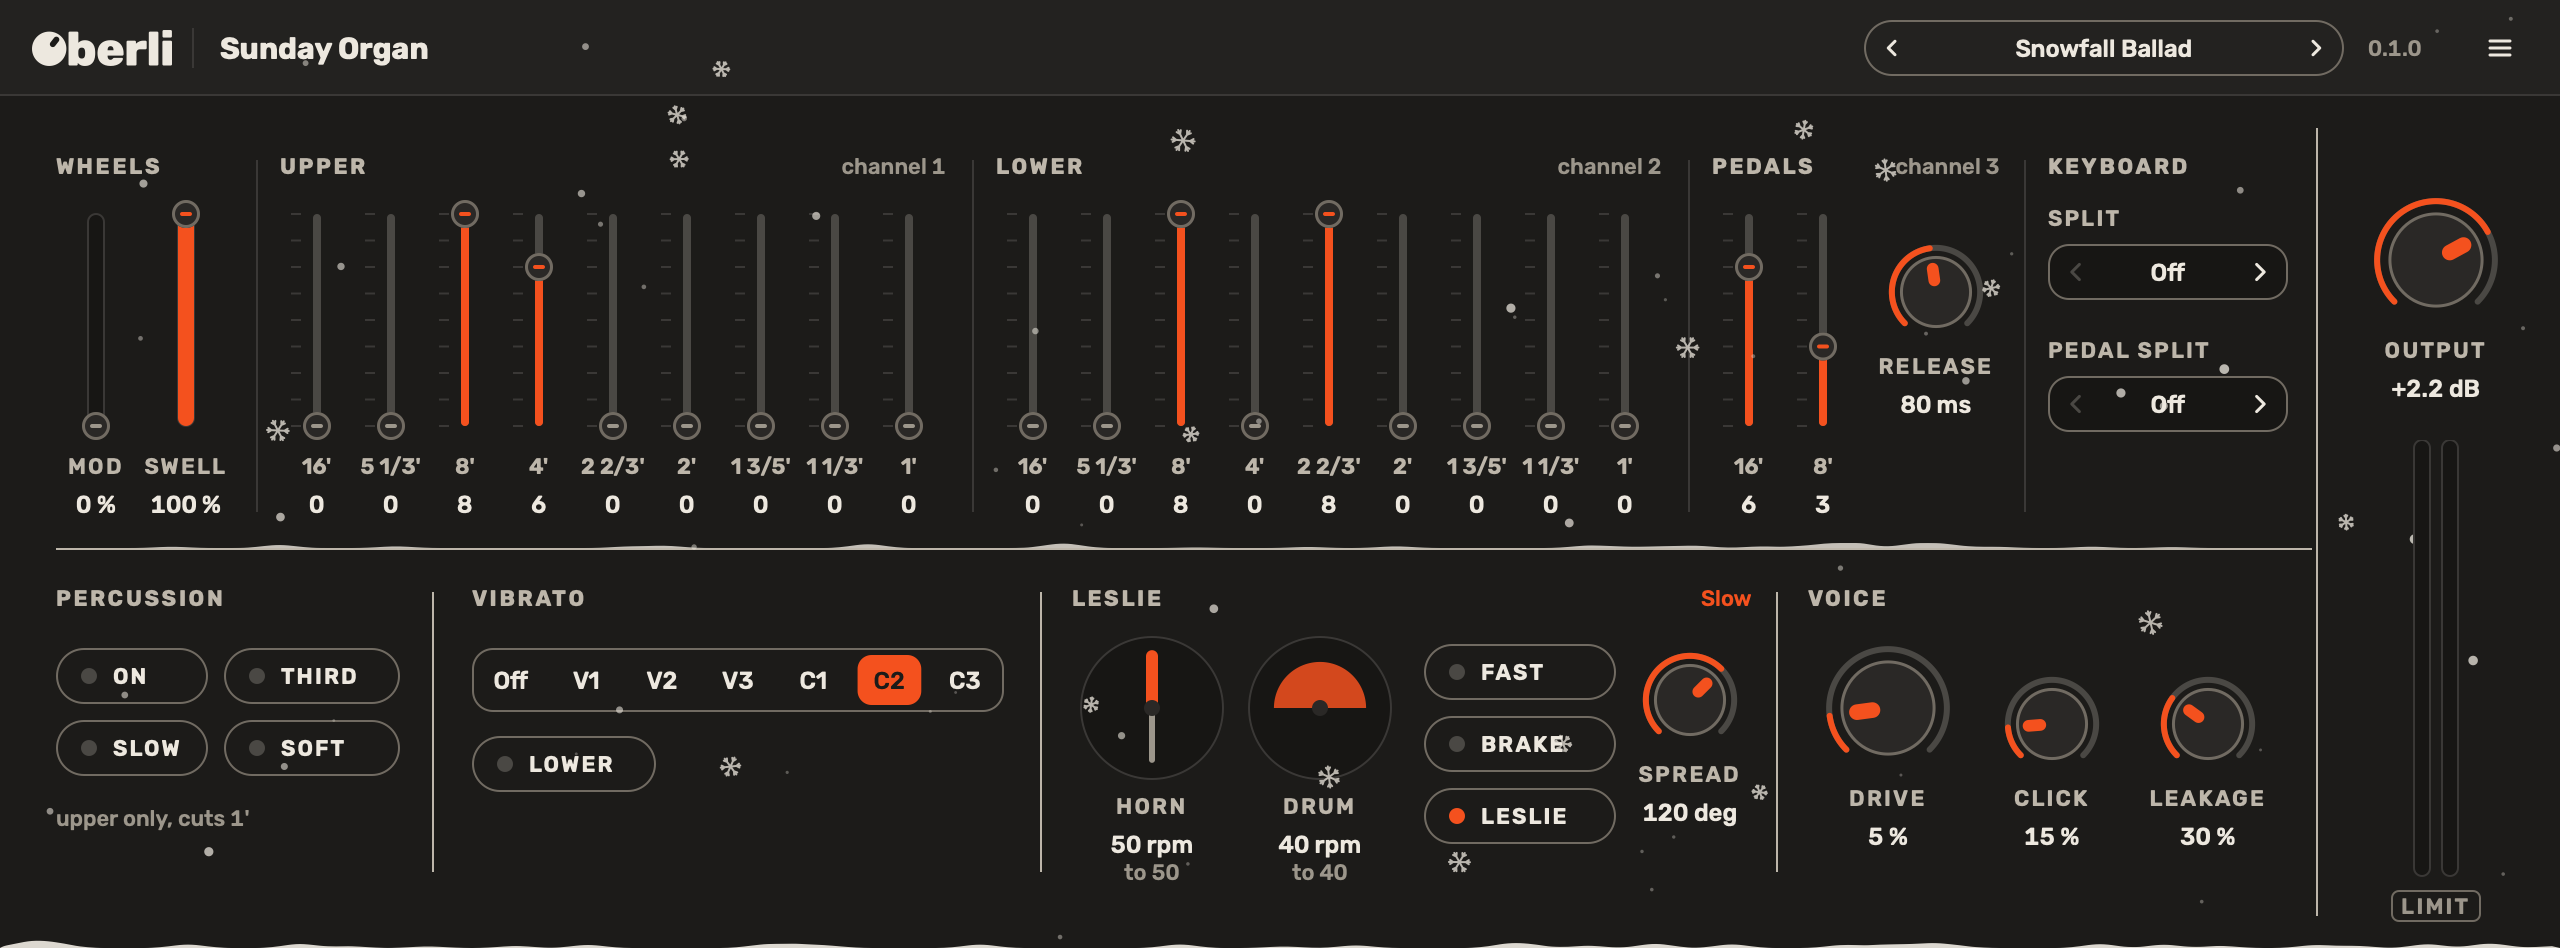 Oberli
Sunday Organ
Snowfall Ballad
0.1.0
WHEELS
MOD SWELL
0 % 100 %
UPPER channel 1
16' 5 1/3' 8' 4' 2 2/3' 2' 1 3/5' 1 1/3' 1'
0 0 8 6 0 0 0 0 0
LOWER channel 2
16' 5 1/3' 8' 4' 2 2/3' 2' 1 3/5' 1 1/3' 1'
0 0 8 0 8 0 0 0 0
PEDALS channel 3
16' 8'
6 3
RELEASE
80 ms
KEYBOARD
SPLIT
Off
PEDAL SPLIT
Off
OUTPUT
+2.2 dB
PERCUSSION
ON THIRD
SLOW SOFT
upper only, cuts 1'
VIBRATO
Off V1 V2 V3 C1 C2 C3
LOWER
LESLIE Slow
HORN DRUM
50 rpm 40 rpm
to 50 to 40
FAST
BRAKE
LESLIE
SPREAD
120 deg
VOICE
DRIVE CLICK LEAKAGE
5 % 15 % 30 %
LIMIT